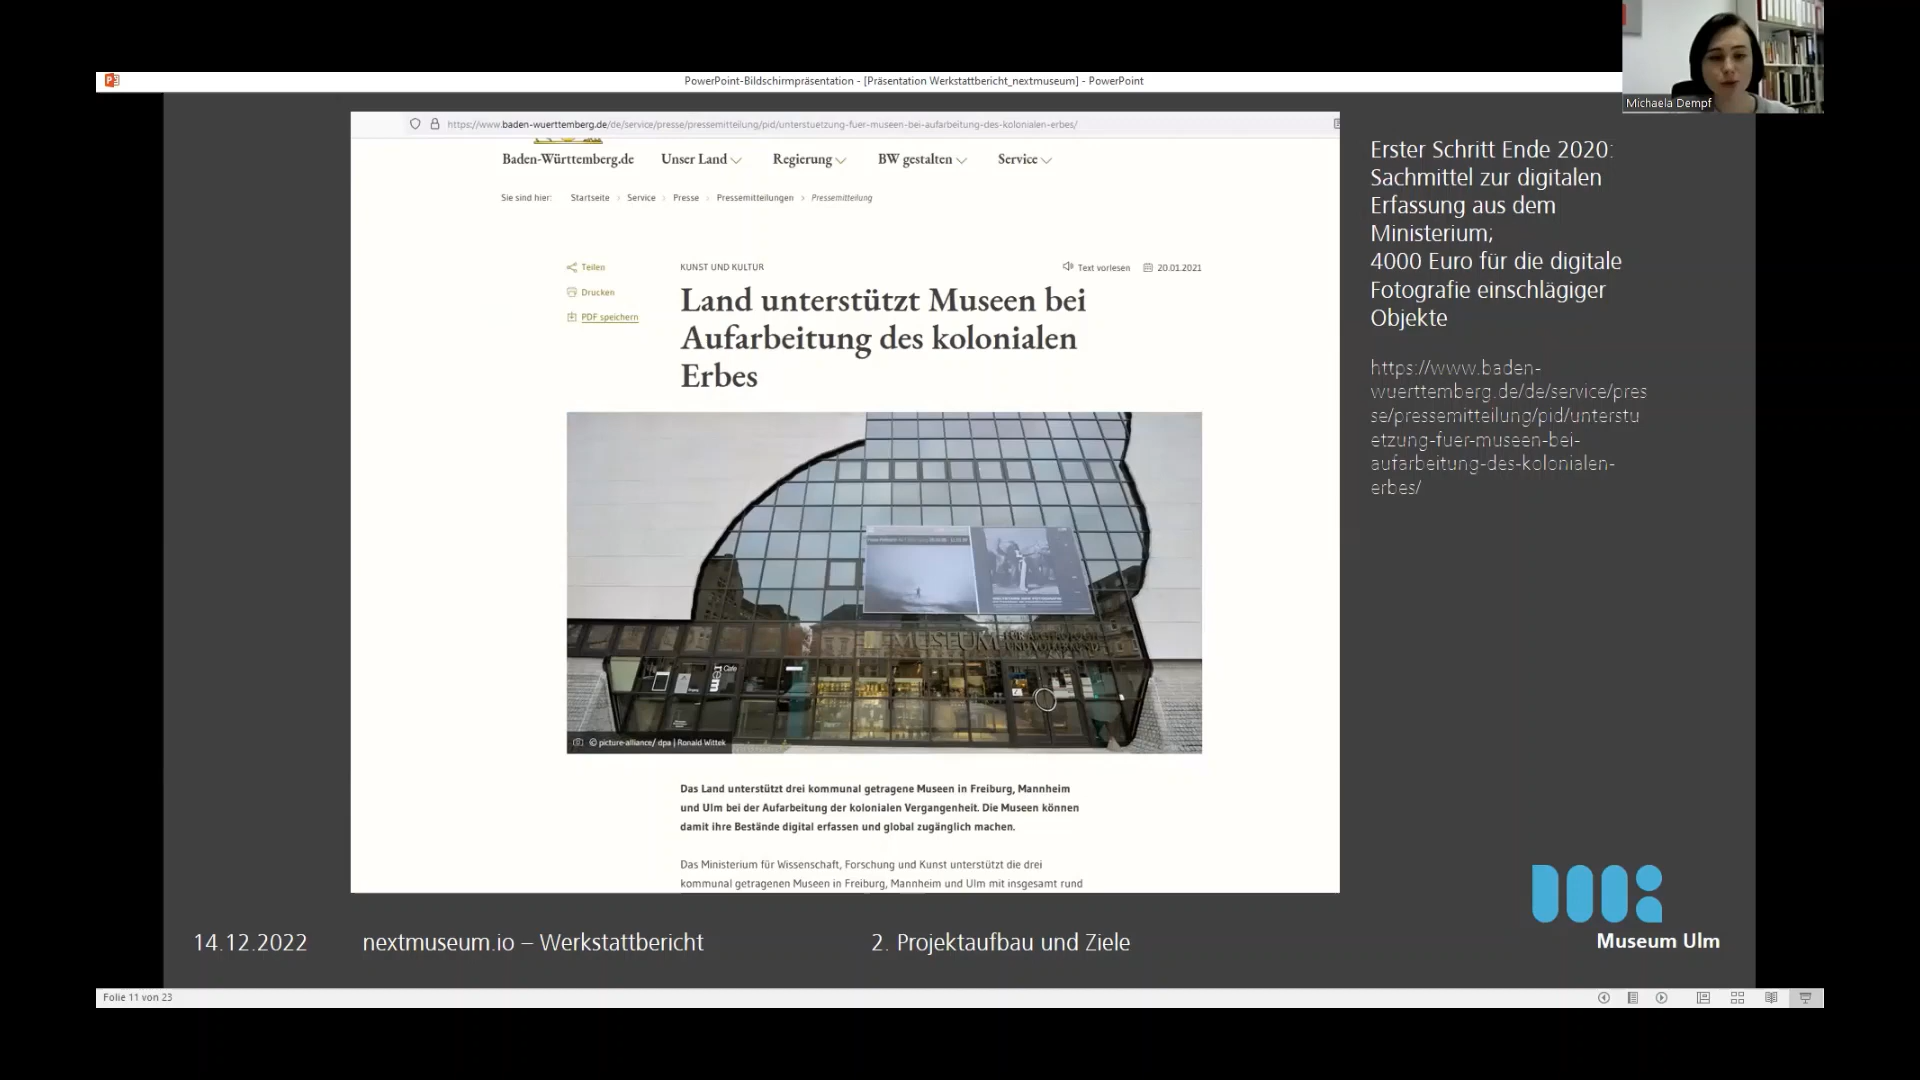 Michaela Dempf
PowerPoint-Bildschirmpräsentation - [Präsentation Werkstattbericht_nextmuseum] - PowerPoint
https://www.baden-wuerttemberg.de/de/service/presse/pressemitteilung/pid/unterstuetzung-fuer-museen-bei-aufarbeitung-des-kolonialen-erbes/
Baden-Württemberg.de Unser Land Regierung BW gestalten Service
Sie sind hier: Startseite > Service > Presse > Pressemitteilungen > Pressemitteilung
Teilen
Drucken
PDF speichern
KUNST UND KULTUR Text vorlesen 20.01.2021
Land unterstützt Museen bei
Aufarbeitung des kolonialen
Erbes
MUSEUM
Cafe
rem
© picture-alliance/ dpa | Ronald Wittek
Das Land unterstützt drei kommunal getragene Museen in Freiburg, Mannheim
und Ulm bei der Aufarbeitung der kolonialen Vergangenheit. Die Museen können
damit ihre Bestände digital erfassen und global zugänglich machen.
Das Ministerium für Wissenschaft, Forschung und Kunst unterstützt die drei
kommunal getragenen Museen in Freiburg, Mannheim und Ulm mit insgesamt rund
Erster Schritt Ende 2020:
Sachmittel zur digitalen
Erfassung aus dem
Ministerium;
4000 Euro für die digitale
Fotografie einschlägiger
Objekte
https://www.baden-
wuerttemberg.de/de/service/pres
se/pressemitteilung/pid/unterstu
etzung-fuer-museen-bei-
aufarbeitung-des-kolonialen-
erbes/
14.12.2022 nextmuseum.io – Werkstattbericht 2. Projektaufbau und Ziele
Museum Ulm
Folie 11 von 23